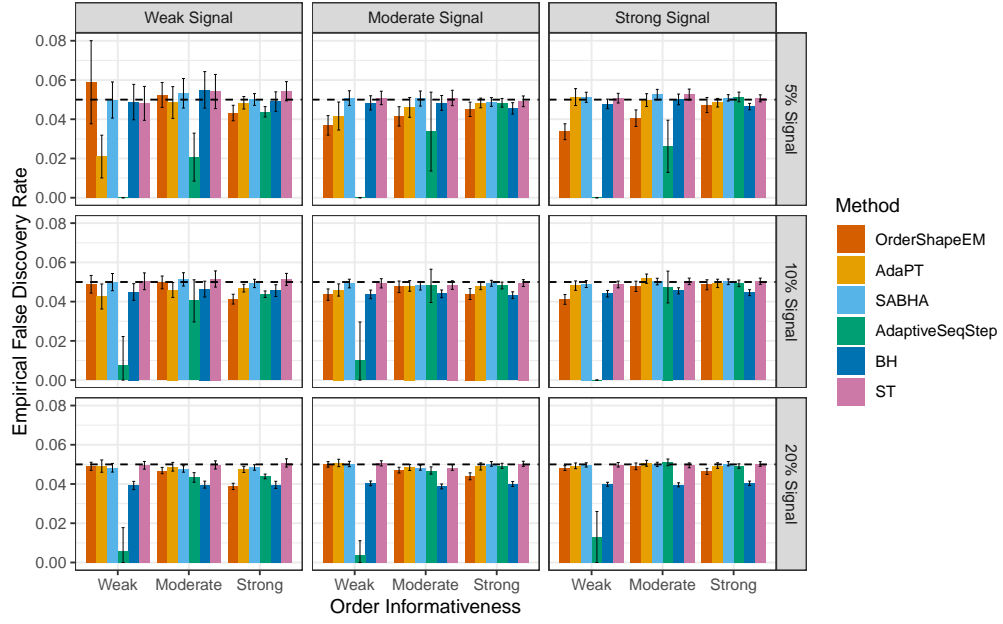 Weak Signal
Moderate Signal
Strong Signal
0.08
0.06
0.04
0.02
0.00
5% Signal
0.08
0.06
0.04
0.02
0.00
10% Signal
0.08
0.06
0.04
0.02
0.00
20% Signal
Empirical False Discovery Rate
Weak Moderate Strong
Weak Moderate Strong
Weak Moderate Strong
Order Informativeness
Method
OrderShapeEM
AdaPT
SABHA
AdaptiveSeqStep
BH
ST